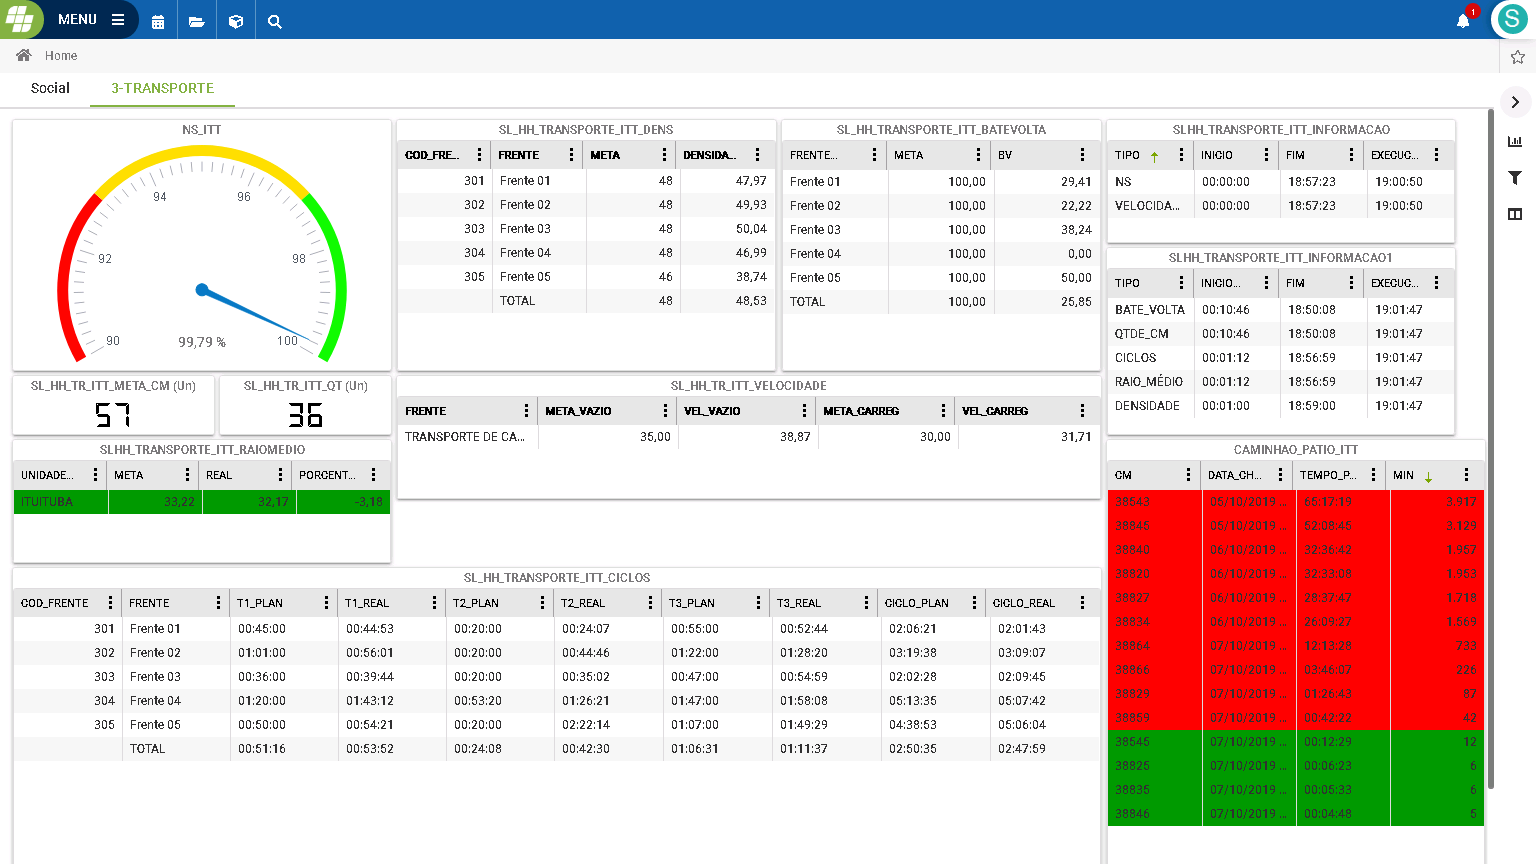 MENU
1
S
Home
Social
3-TRANSPORTE
NS_ITT
90
92
94
96
98
100
99,79 %
SL_HH_TR_ITT_META_CM (Un)
57
SL_HH_TR_ITT_QT (Un)
36
SLHH_TRANSPORTE_ITT_RAIOMEDIO
UNIDADE... META REAL PORCENT...
ITUITUBA 33,22 32,17 -3,18
SL_HH_TRANSPORTE_ITT_DENS
COD_FRE... FRENTE META DENSIDA...
301 Frente 01 48 47,97
302 Frente 02 48 49,93
303 Frente 03 48 50,04
304 Frente 04 48 46,99
305 Frente 05 46 38,74
TOTAL 48 48,53
SL_HH_TRANSPORTE_ITT_BATEVOLTA
FRENTE... META BV
Frente 01 100,00 29,41
Frente 02 100,00 22,22
Frente 03 100,00 38,24
Frente 04 100,00 0,00
Frente 05 100,00 50,00
TOTAL 100,00 25,85
SL_HH_TR_ITT_VELOCIDADE
FRENTE META_VAZIO VEL_VAZIO META_CARREG VEL_CARREG
TRANSPORTE DE CA... 35,00 38,87 30,00 31,71
SLHH_TRANSPORTE_ITT_INFORMACAO
TIPO INICIO FIM EXECUC...
NS 00:00:00 18:57:23 19:00:50
VELOCIDA... 00:00:00 18:57:23 19:00:50
SLHH_TRANSPORTE_ITT_INFORMACAO1
TIPO INICIO... FIM EXECUC...
BATE_VOLTA 00:10:46 18:50:08 19:01:47
QTDE_CM 00:10:46 18:50:08 19:01:47
CICLOS 00:01:12 18:56:59 19:01:47
RAIO_MÉDIO 00:01:12 18:56:59 19:01:47
DENSIDADE 00:01:00 18:59:00 19:01:47
SL_HH_TRANSPORTE_ITT_CICLOS
COD_FRENTE FRENTE T1_PLAN T1_REAL T2_PLAN T2_REAL T3_PLAN T3_REAL CICLO_PLAN CICLO_REAL
301 Frente 01 00:45:00 00:44:53 00:20:00 00:24:07 00:55:00 00:52:44 02:06:21 02:01:43
302 Frente 02 01:01:00 00:56:01 00:20:00 00:44:46 01:22:00 01:28:20 03:19:38 03:09:07
303 Frente 03 00:36:00 00:39:44 00:20:00 00:35:02 00:47:00 00:54:59 02:02:28 02:09:45
304 Frente 04 01:20:00 01:43:12 00:53:20 01:26:21 01:47:00 01:58:08 05:13:35 05:07:42
305 Frente 05 00:50:00 00:54:21 00:20:00 02:22:14 01:07:00 01:49:29 04:38:53 05:06:04
TOTAL 00:51:16 00:53:52 00:24:08 00:42:30 01:06:31 01:11:37 02:50:35 02:47:59
CAMINHAO_PATIO_ITT
CM DATA_CH... TEMPO_P... MIN
38543 05/10/2019 ... 65:17:19 3.917
38845 05/10/2019 ... 52:08:45 3.129
38840 06/10/2019 ... 32:36:42 1.957
38820 06/10/2019 ... 32:33:08 1.953
38827 06/10/2019 ... 28:37:47 1.718
38834 06/10/2019 ... 26:09:27 1.569
38864 07/10/2019 ... 12:13:28 733
38866 07/10/2019 ... 03:46:07 226
38829 07/10/2019 ... 01:26:43 87
38859 07/10/2019 ... 00:42:22 42
38545 07/10/2019 ... 00:12:29 12
38825 07/10/2019 ... 00:06:23 6
38835 07/10/2019 ... 00:05:33 6
38846 07/10/2019 ... 00:04:48 5